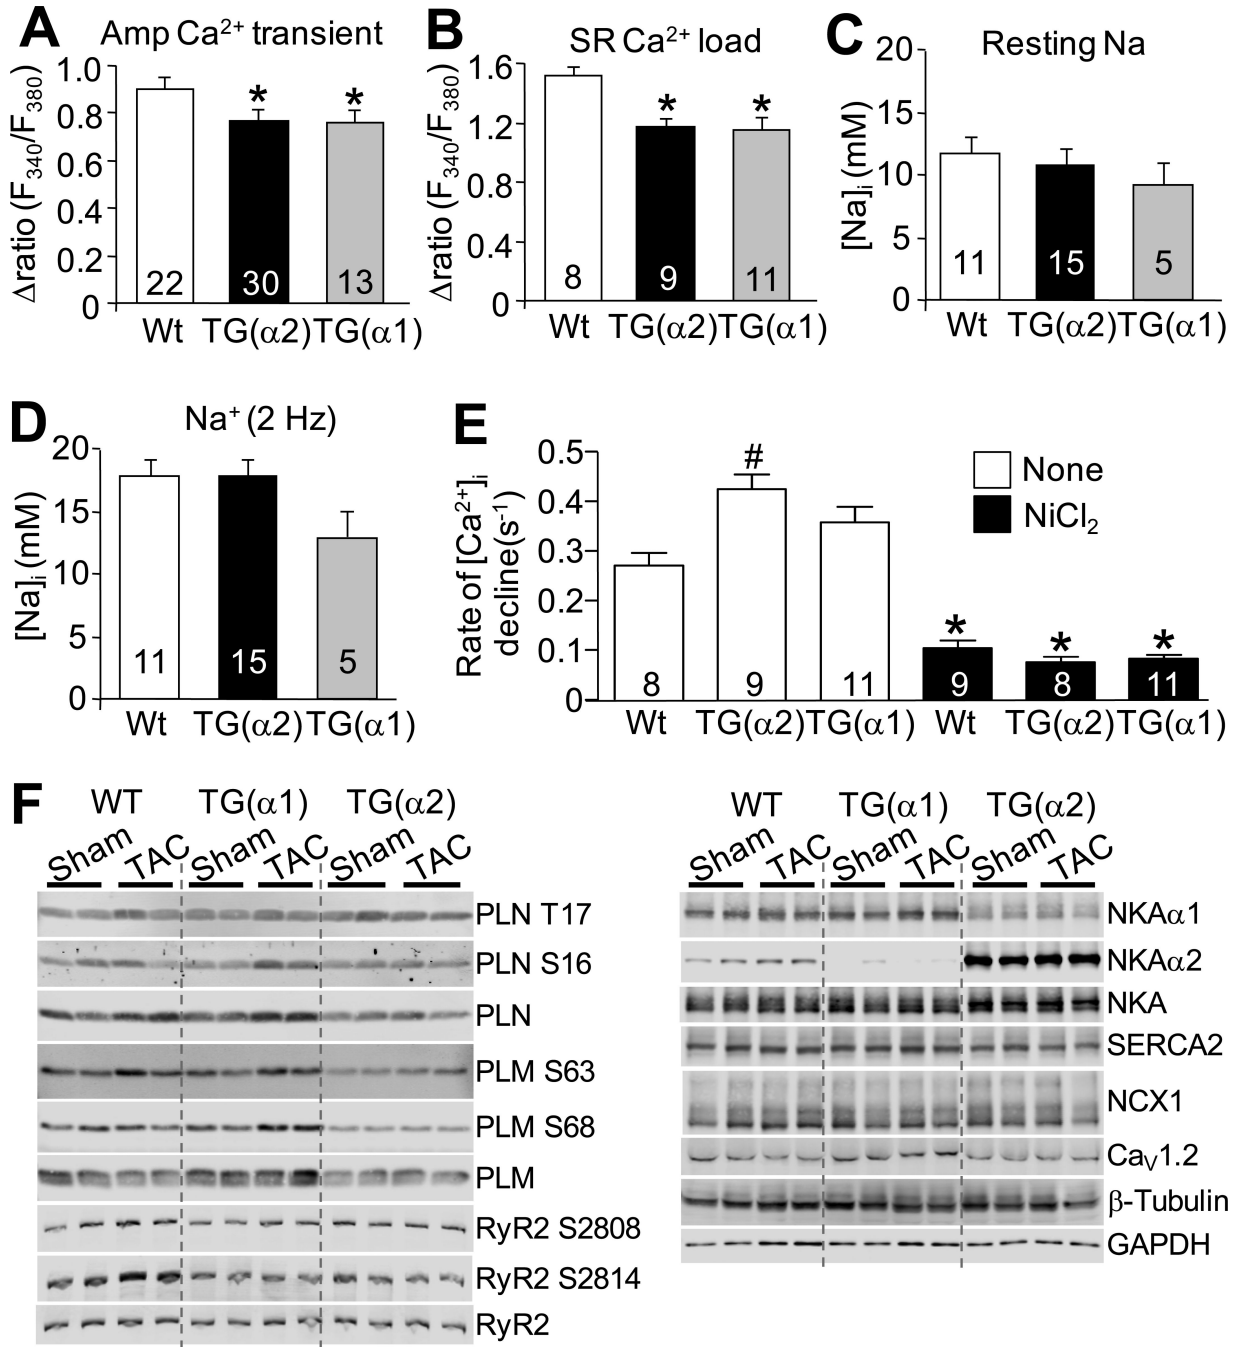 A
Amp Ca²⁺ transient
Δratio (F₃₄₀/F₃₈₀)
1.0
0.8
0.6
0.4
0.2
0
22
30
13
Wt TG(α2) TG(α1)
B
SR Ca²⁺ load
Δratio (F₃₄₀/F₃₈₀)
1.6
1.2
0.8
0.4
0
*
*
8
9
11
Wt TG(α2) TG(α1)
C
Resting Na
[Na]ᵢ (mM)
20
15
10
5
0
11
15
5
Wt TG(α2) TG(α1)
D
Na⁺ (2 Hz)
[Na]ᵢ (mM)
20
15
10
5
0
11
15
5
Wt TG(α2) TG(α1)
E
Rate of [Ca²⁺]ᵢ
decline(s⁻¹)
0.5
0.4
0.3
0.2
0.1
0
#
*
*
*
8
9
11
9
8
11
Wt TG(α2) TG(α1) Wt TG(α2) TG(α1)
None
NiCl₂
F
WT TG(α1) TG(α2)
Sham TAC Sham TAC Sham TAC
PLN T17
PLN S16
PLN
PLM S63
PLM S68
PLM
RyR2 S2808
RyR2 S2814
RyR2
WT TG(α1) TG(α2)
Sham TAC Sham TAC Sham TAC
NKAα1
NKAα2
NKA
SERCA2
NCX1
Caᵥ1.2
β-Tubulin
GAPDH